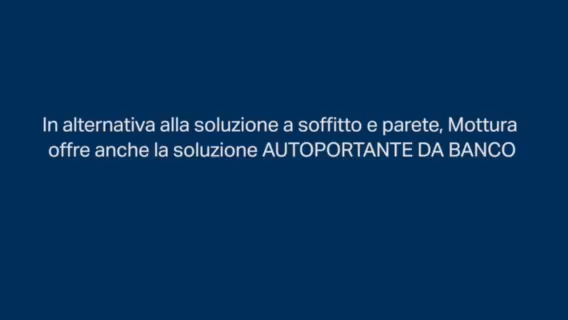 In alternativa alla soluzione a soffitto e parete, Mottura
offre anche la soluzione AUTOPORTANTE DA BANCO